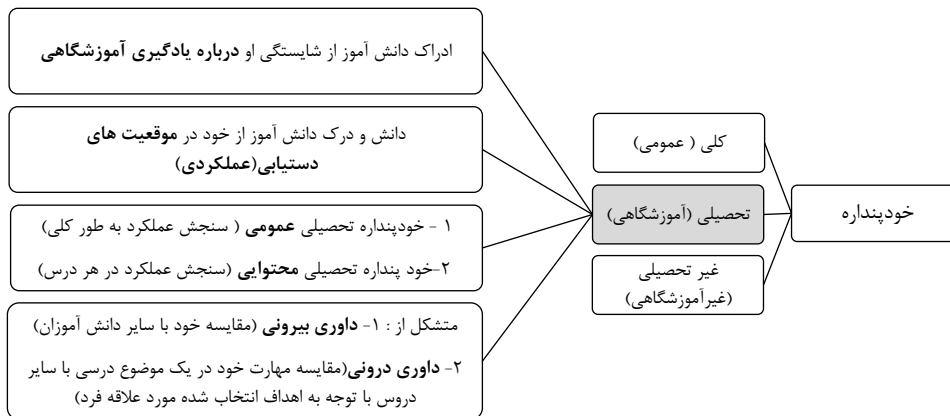 خودپنداره
کلی ( عمومی)
تحصیلی (آموزشگاهی)
غیر تحصیلی
(غیرآموزشگاهی)
ادراک دانش آموز از شایستگی او درباره یادگیری آموزشگاهی
دانش و درک دانش آموز از خود در موقعیت های
دستیابی(عملکردی)
۱ - خودپنداره تحصیلی عمومی ( سنجش عملکرد به طور کلی)
۲-خود پنداره تحصیلی محتوایی (سنجش عملکرد در هر درس)
متشکل از : ۱- داوری بیرونی (مقایسه خود با سایر دانش آموزان)
۲- داوری درونی(مقایسه مهارت خود در یک موضوع درسی با سایر
دروس با توجه به اهداف انتخاب شده مورد علاقه فرد)